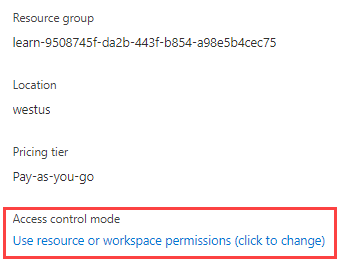 Resource group
learn-9508745f-da2b-443f-b854-a98e5b4cec75
Location
westus
Pricing tier
Pay-as-you-go
Access control mode
Use resource or workspace permissions (click to change)